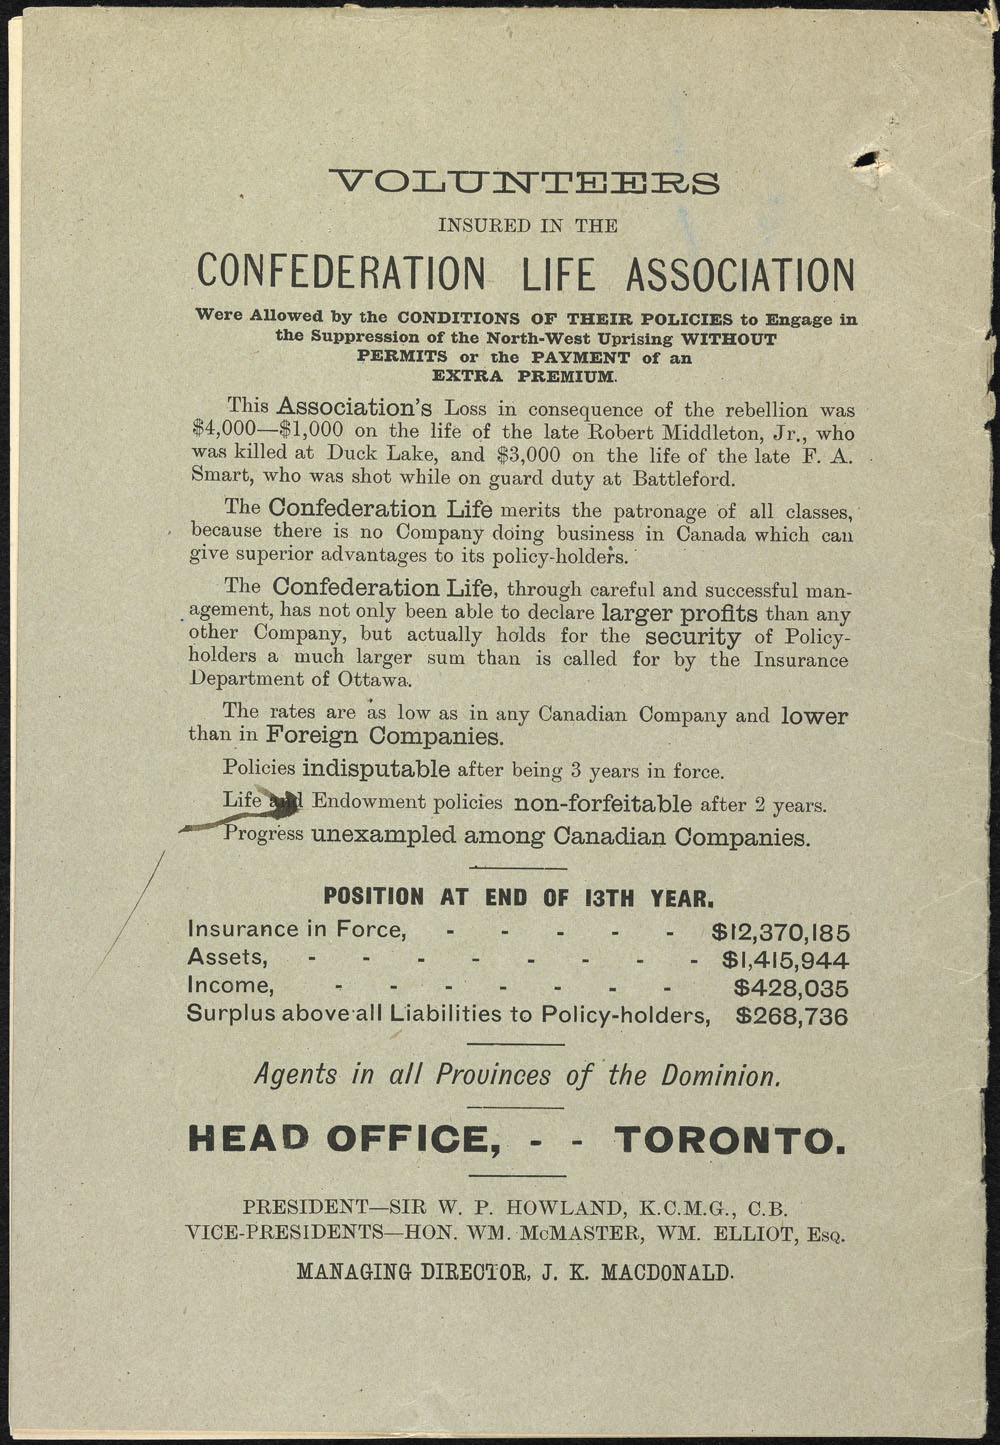 VOLUNTEERS
INSURED IN THE
CONFEDERATION LIFE ASSOCIATION
Were Allowed by the CONDITIONS OF THEIR POLICIES to Engage in
the Suppression of the North-West Uprising WITHOUT
PERMITS or the PAYMENT of an
EXTRA PREMIUM.
This Association's Loss in consequence of the rebellion was
$4,000—$1,000 on the life of the late Robert Middleton, Jr., who
was killed at Duck Lake, and $3,000 on the life of the late F. A.
Smart, who was shot while on guard duty at Battleford.
The Confederation Life merits the patronage of all classes,
because there is no Company doing business in Canada which can
give superior advantages to its policy-holders.
The Confederation Life, through careful and successful man-
agement, has not only been able to declare larger profits than any
other Company, but actually holds for the security of Policy-
holders a much larger sum than is called for by the Insurance
Department of Ottawa.
The rates are as low as in any Canadian Company and lower
than in Foreign Companies.
Policies indisputable after being 3 years in force.
Life and Endowment policies non-forfeitable after 2 years.
Progress unexampled among Canadian Companies.
POSITION AT END OF 13TH YEAR.
Insurance in Force, - - - - - $12,370,185
Assets, - - - - - - - - $1,415,944
Income, - - - - - - - $428,035
Surplus above all Liabilities to Policy-holders, $268,736
Agents in all Provinces of the Dominion.
HEAD OFFICE, - - TORONTO.
PRESIDENT—SIR W. P. HOWLAND, K.C.M.G., C.B.
VICE-PRESIDENTS—HON. WM. McMASTER, WM. ELLIOT, Esq.
MANAGING DIRECTOR, J. K. MACDONALD.